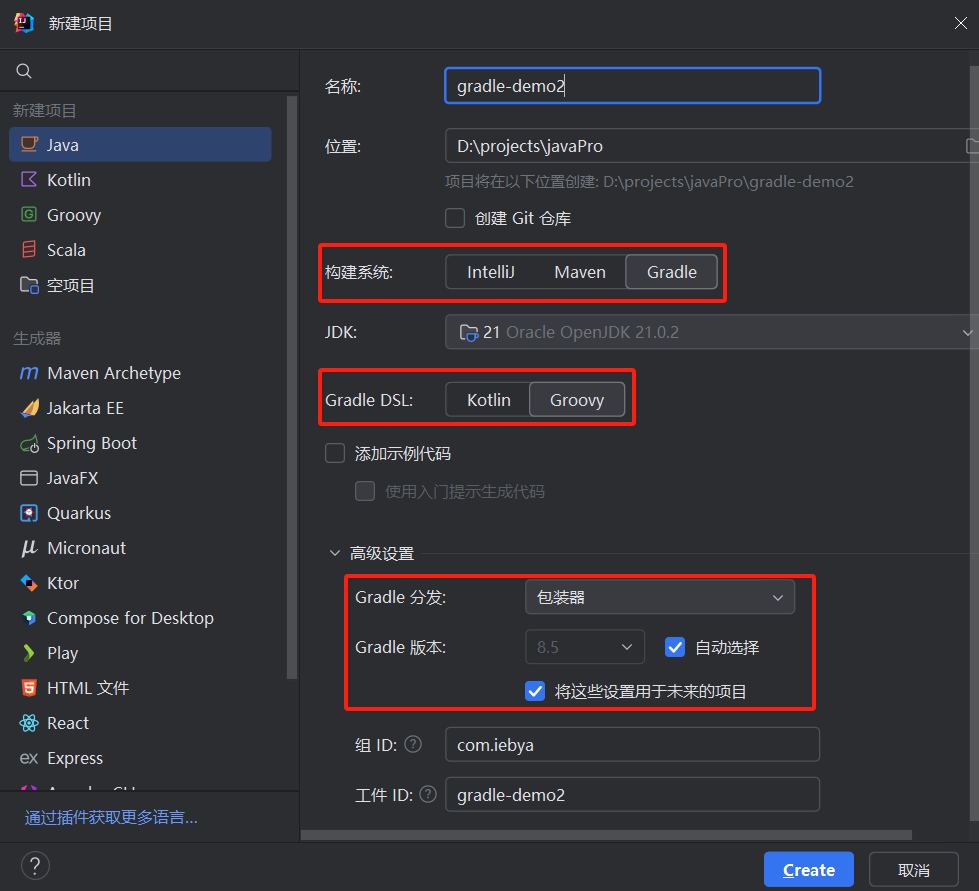 新建项目
新建项目
Java
Kotlin
Groovy
Scala
空项目
生成器
Maven Archetype
Jakarta EE
Spring Boot
JavaFX
Quarkus
Micronaut
Ktor
Compose for Desktop
Play
HTML 文件
React
Express
通过插件获取更多语言...
名称: gradle-demo2
位置: D:\projects\javaPro
项目将在以下位置创建: D:\projects\javaPro\gradle-demo2
创建 Git 仓库
构建系统: IntelliJ Maven Gradle
JDK: 21 Oracle OpenJDK 21.0.2
Gradle DSL: Kotlin Groovy
添加示例代码
使用入门提示生成代码
高级设置
Gradle 分发: 包装器
Gradle 版本: 8.5 自动选择
将这些设置用于未来的项目
组 ID: ? com.iebya
工件 ID: ? gradle-demo2
? Create 取消